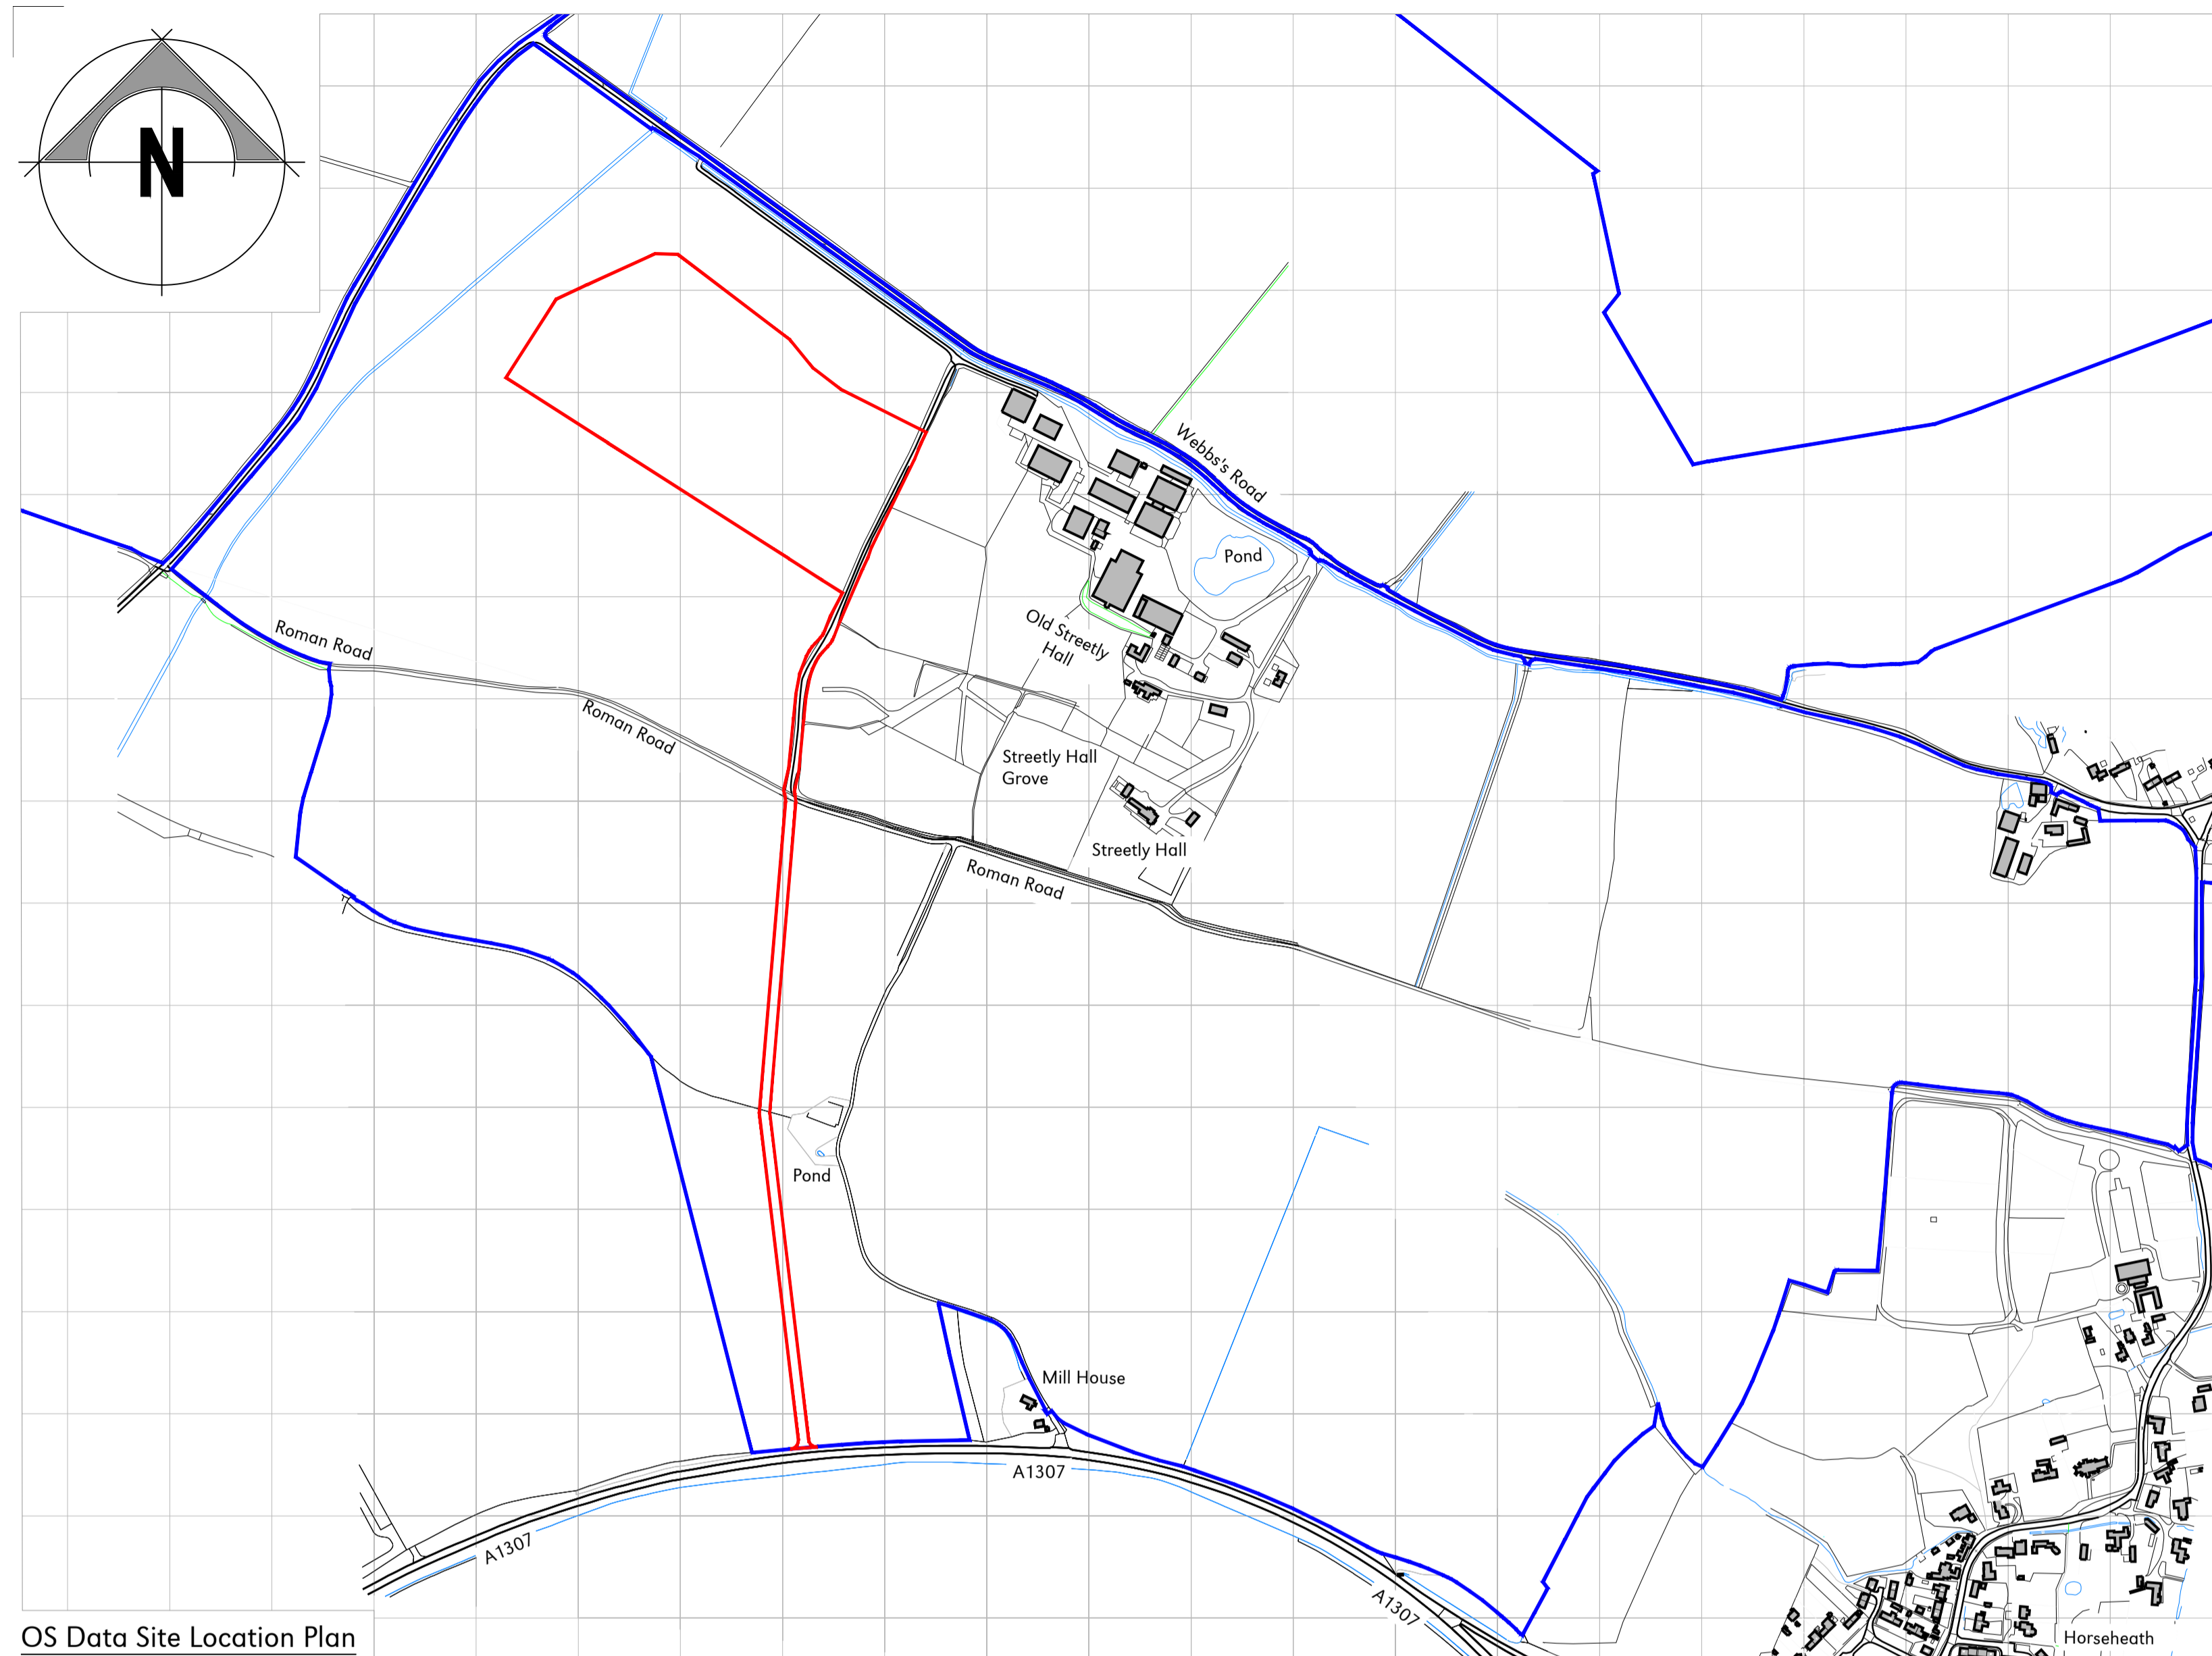 N
Webbs's Road
Pond
Old Streetly
Hall
Roman Road
Roman Road
Streetly Hall
Grove
Streetly Hall
Roman Road
Pond
Mill House
A1307
A1307
A1307
Horseheath
OS Data Site Location Plan